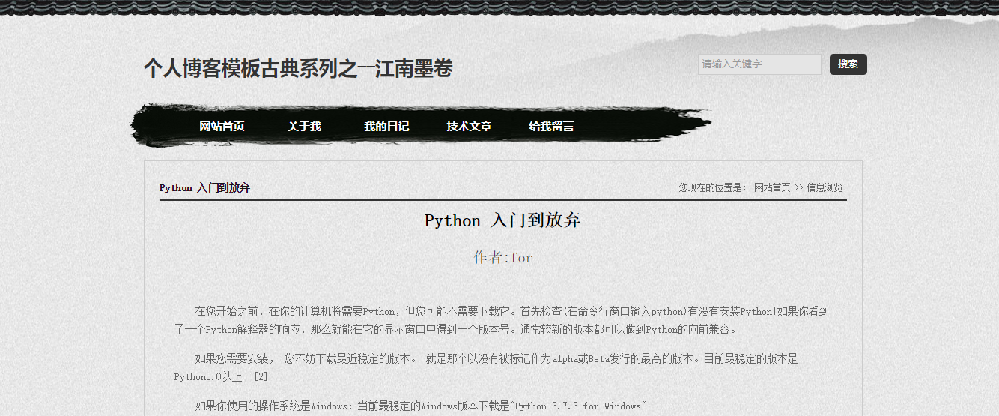 个人博客模板古典系列之--江南墨卷
请输入关键字
搜索
网站首页 关于我 我的日记 技术文章 给我留言
Python 入门到放弃
您现在的位置是： 网站首页 >> 信息浏览
Python 入门到放弃
作者:for
在您开始之前，在你的计算机将需要Python，但您可能不需要下载它。首先检查(在命令行窗口输入python)有没有安装Python!如果你看到
了一个Python解释器的响应，那么就能在它的显示窗口中得到一个版本号。通常较新的版本都可以做到Python的向前兼容。
如果您需要安装， 您不妨下载最近稳定的版本。 就是那个以没有被标记作为alpha或Beta发行的最高的版本。目前最稳定的版本是
Python3.0以上 [2]
如果你使用的操作系统是Windows：当前最稳定的Windows版本下载是"Python 3.7.3 for Windows"